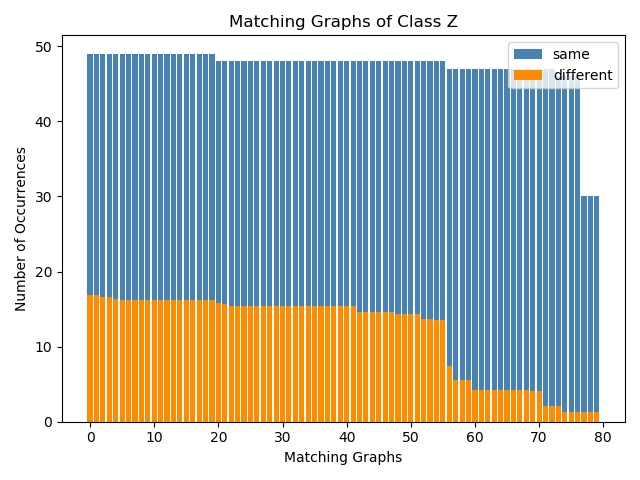 Matching Graphs of Class Z
same
different
Number of Occurrences
50
40
30
20
10
0
0 10 20 30 40 50 60 70 80
Matching Graphs